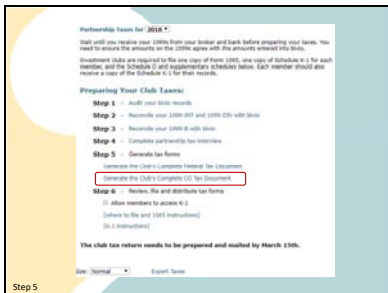 Partnership Taxes for 2018
Wait until you receive your 1099s from your broker and bank before preparing your taxes. You
need to ensure the amounts on the 1099s agree with the amounts entered into bivio.
Investment clubs are required to file one copy of Form 1065, one copy of Schedule K-1 for each
member, and the Schedule D and supplementary schedules below. Each member should also
receive a copy of the Schedule K-1 for their records.
Preparing Your Club Taxes:
Step 1 - Audit your bivio records
Step 2 - Reconcile your 1099-INT and 1099-DIV with bivio
Step 3 - Reconcile your 1099-B with bivio
Step 4 - Complete partnership tax interview
Step 5 - Generate tax forms
Generate the Club's Complete Federal Tax Document
Generate the Club's Complete CO Tax Document
Step 6 - Review, file and distribute tax forms
Allow members to access K-1
[where to file and 1065 instructions]
[K-1 instructions]
The club tax return needs to be prepared and mailed by March 15th.
Size: Normal Expert Taxes
Step 5